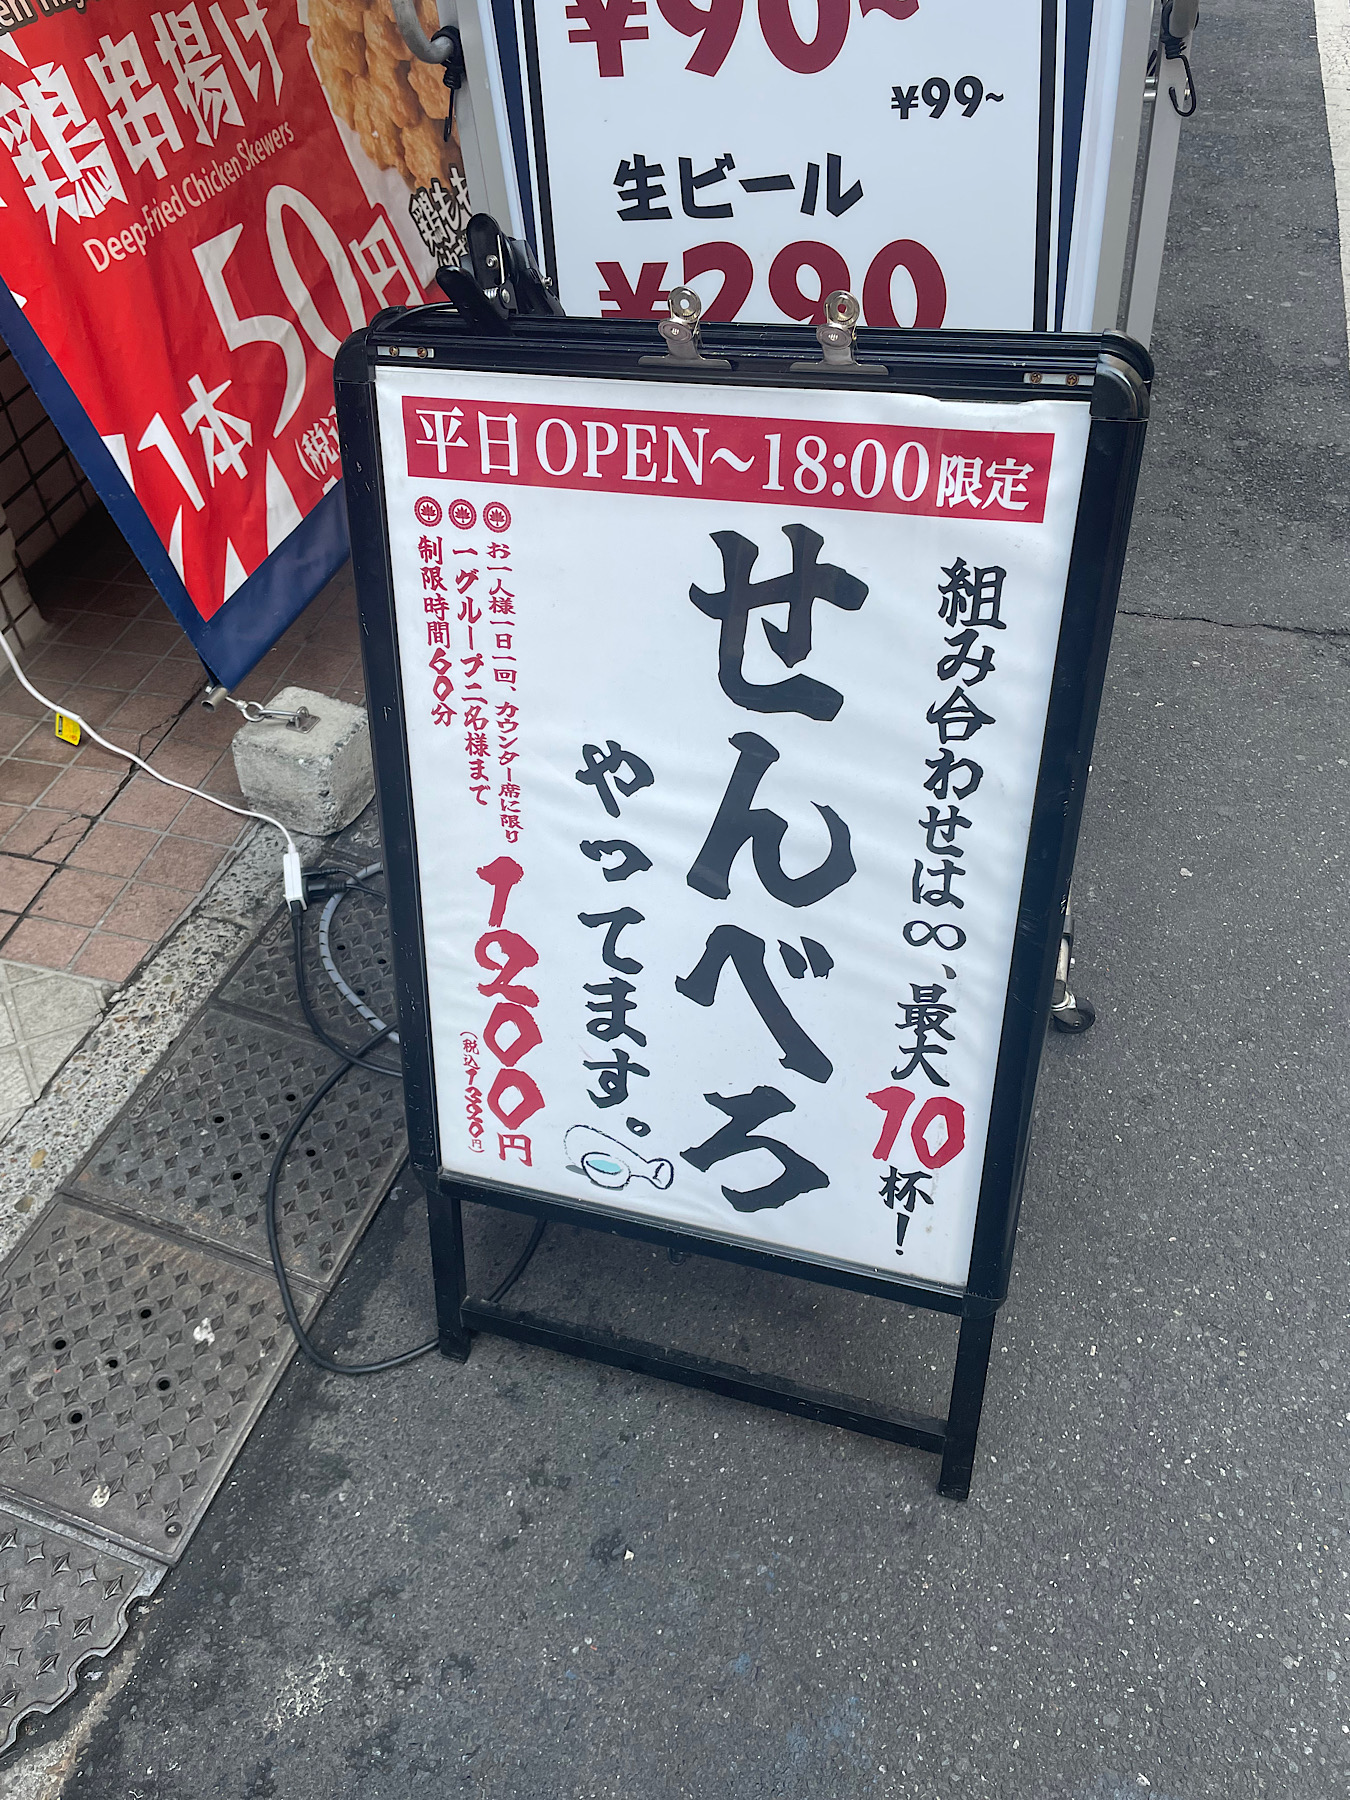 鶏串揚げ
Deep-Fried Chicken Skewers
1本50円
¥90~
¥99~
生ビール
¥290
平日OPEN~18:00限定
組み合わせは∞、最大10杯!
せんべろ
やってます。
お一人様一日一回、カウンター席に限り
一グループ二名様まで
制限時間60分
1200円
(税込1320円)